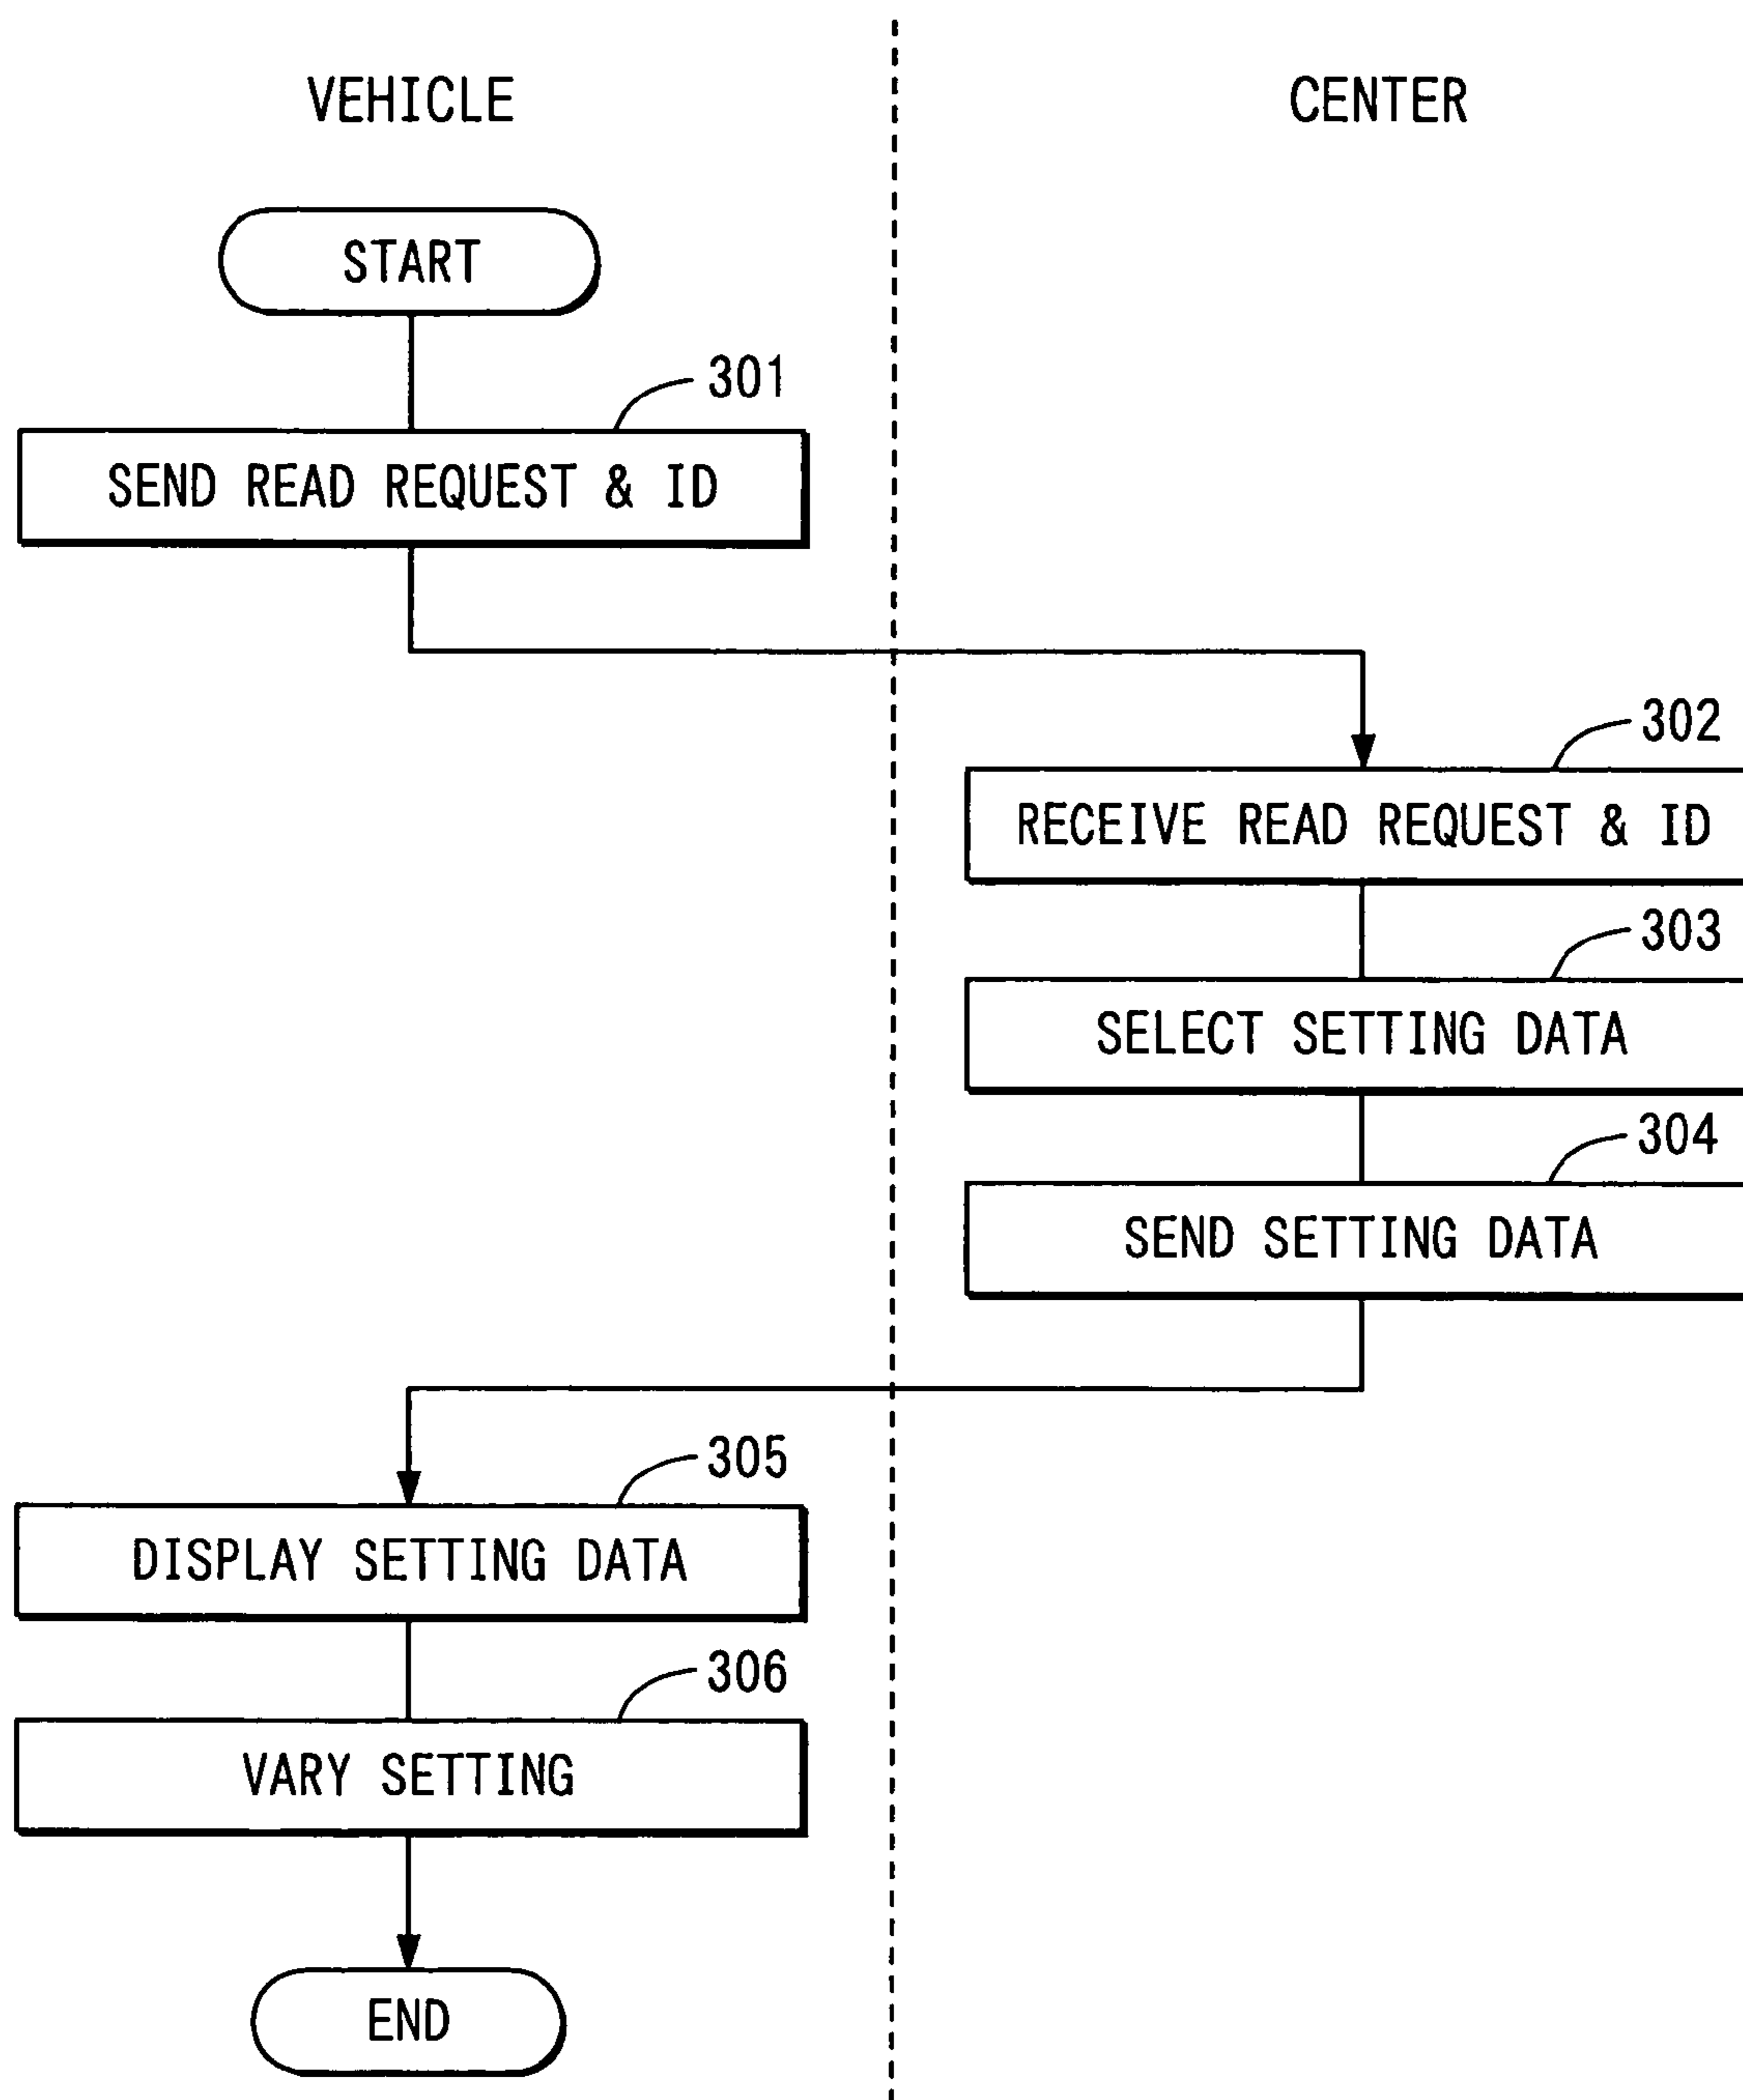 VEHICLE
CENTER
START
301
SEND READ REQUEST & ID
302
RECEIVE READ REQUEST & ID
303
SELECT SETTING DATA
304
SEND SETTING DATA
305
DISPLAY SETTING DATA
306
VARY SETTING
END